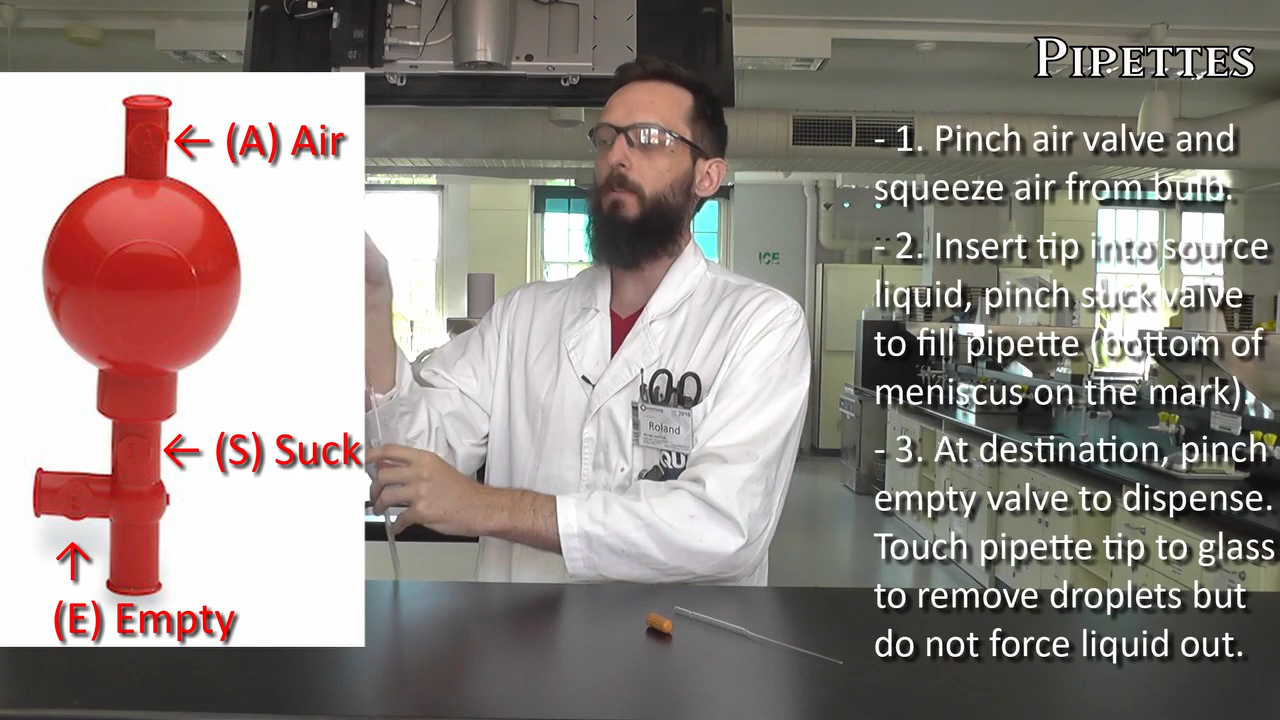 PIPETTES
← (A) Air
← (S) Suck
↑
(E) Empty
- 1. Pinch air valve and
squeeze air from bulb.
- 2. Insert tip into source
liquid, pinch suck valve
to fill pipette (bottom of
meniscus on the mark).
- 3. At destination, pinch
empty valve to dispense.
Touch pipette tip to glass
to remove droplets but
do not force liquid out.
ICE
2016
Roland
QU